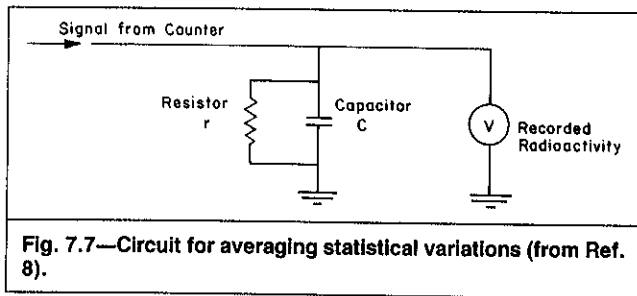 Signal from Counter
Resistor
r
Capacitor
C
V
Recorded
Radioactivity
Fig. 7.7—Circuit for averaging statistical variations (from Ref.
8).